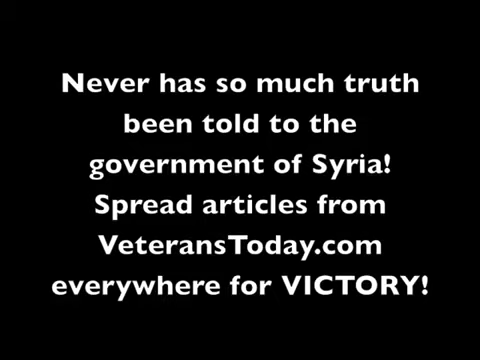 Never has so much truth
been told to the
government of Syria!
Spread articles from
VeteransToday.com
everywhere for VICTORY!